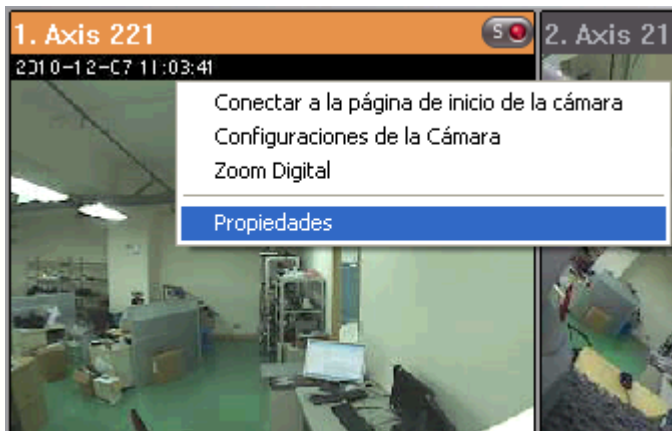 1. Axis 221
S
2. Axis 21
2010-12-07 11:03:41
Conectar a la página de inicio de la cámara
Configuraciones de la Cámara
Zoom Digital
Propiedades